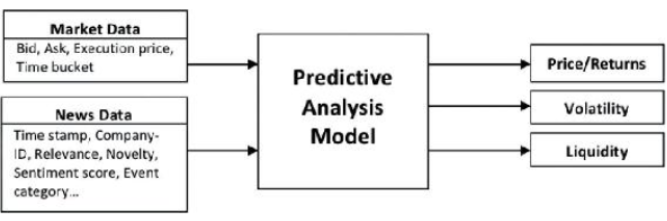 Market Data
Bid, Ask, Execution price,
Time bucket
News Data
Time stamp, Company-
ID, Relevance, Novelty,
Sentiment score, Event
category...
Predictive
Analysis
Model
Price/Returns
Volatility
Liquidity